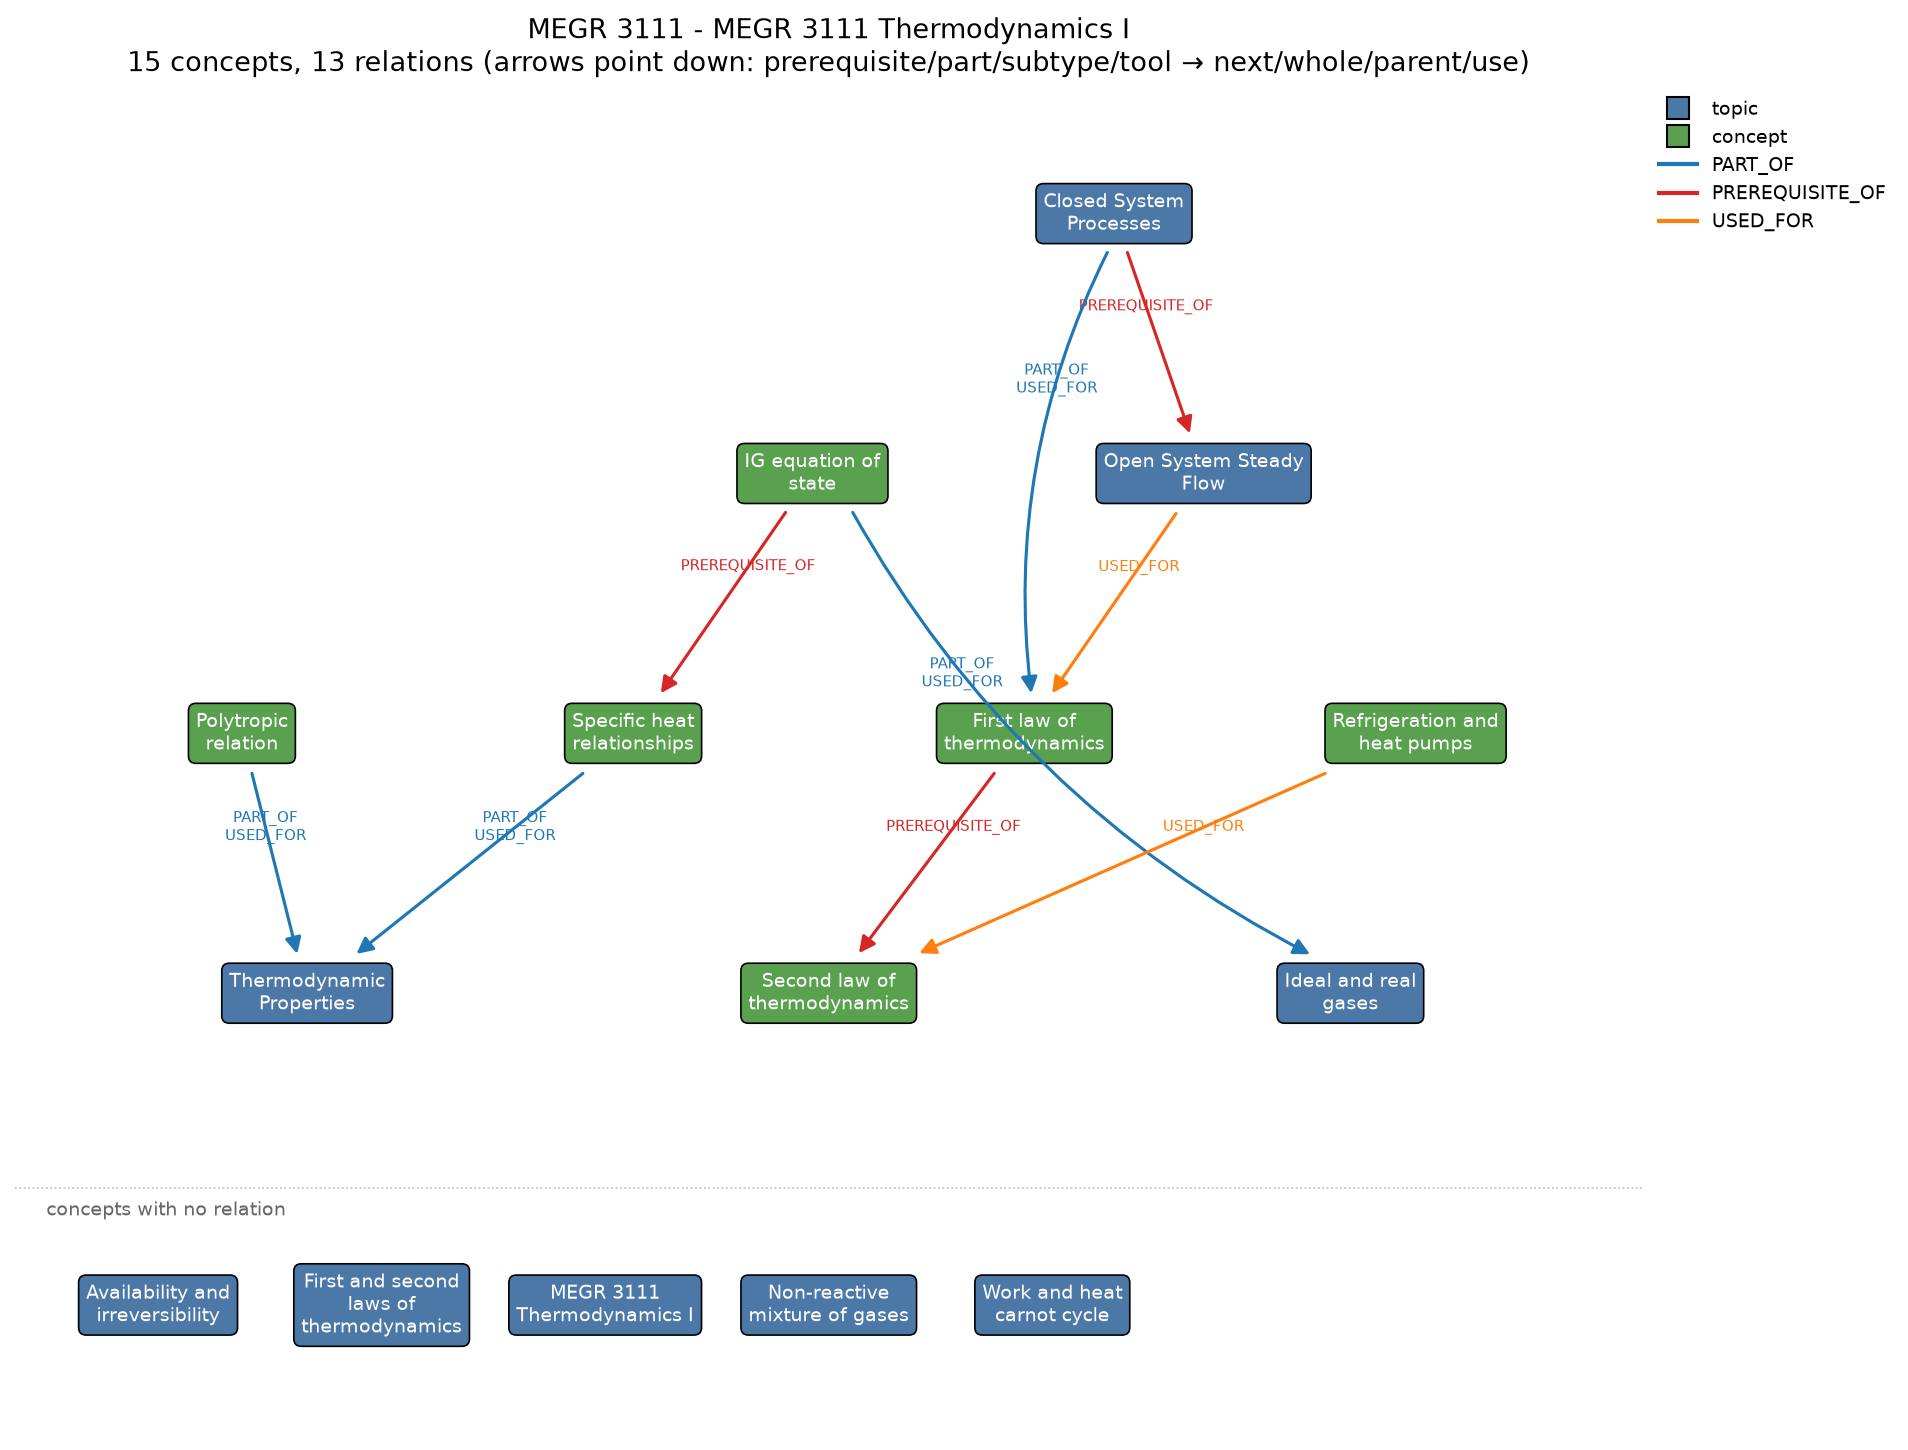 MEGR 3111 - MEGR 3111 Thermodynamics I
15 concepts, 13 relations (arrows point down: prerequisite/part/subtype/tool → next/whole/parent/use)
topic
concept
PART_OF
PREREQUISITE_OF
USED_FOR
Closed System
Processes
PREREQUISITE_OF
PART_OF
USED_FOR
IG equation of
state
Open System Steady
Flow
PREREQUISITE_OF
USED_FOR
PART_OF
USED_FOR
Polytropic
relation
Specific heat
relationships
First law of
thermodynamics
Refrigeration and
heat pumps
PART_OF
USED_FOR
PART_OF
USED_FOR
PREREQUISITE_OF
USED_FOR
Thermodynamic
Properties
Second law of
thermodynamics
Ideal and real
gases
concepts with no relation
Availability and
irreversibility
First and second
laws of
thermodynamics
MEGR 3111
Thermodynamics I
Non-reactive
mixture of gases
Work and heat
carnot cycle